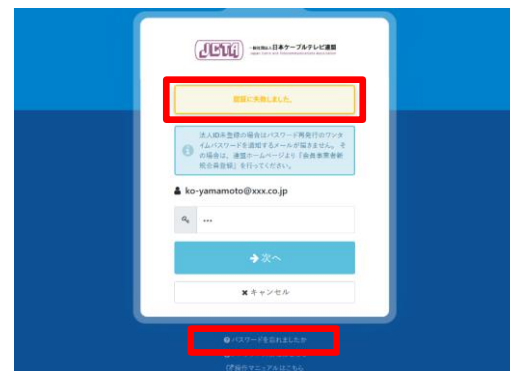 JCTA 一般社団法人日本ケーブルテレビ連盟
認証に失敗しました。
法人ID未登録の場合はパスワード再発行のワンタ
イムパスワードを通知するメールが届きません。そ
の場合は、連盟ホームページより「会員事業者新
規会員登録」を行ってください。
ko-yamamoto@xxx.co.jp
•••
次へ
キャンセル
パスワードを忘れましたか
操作マニュアルはこちら